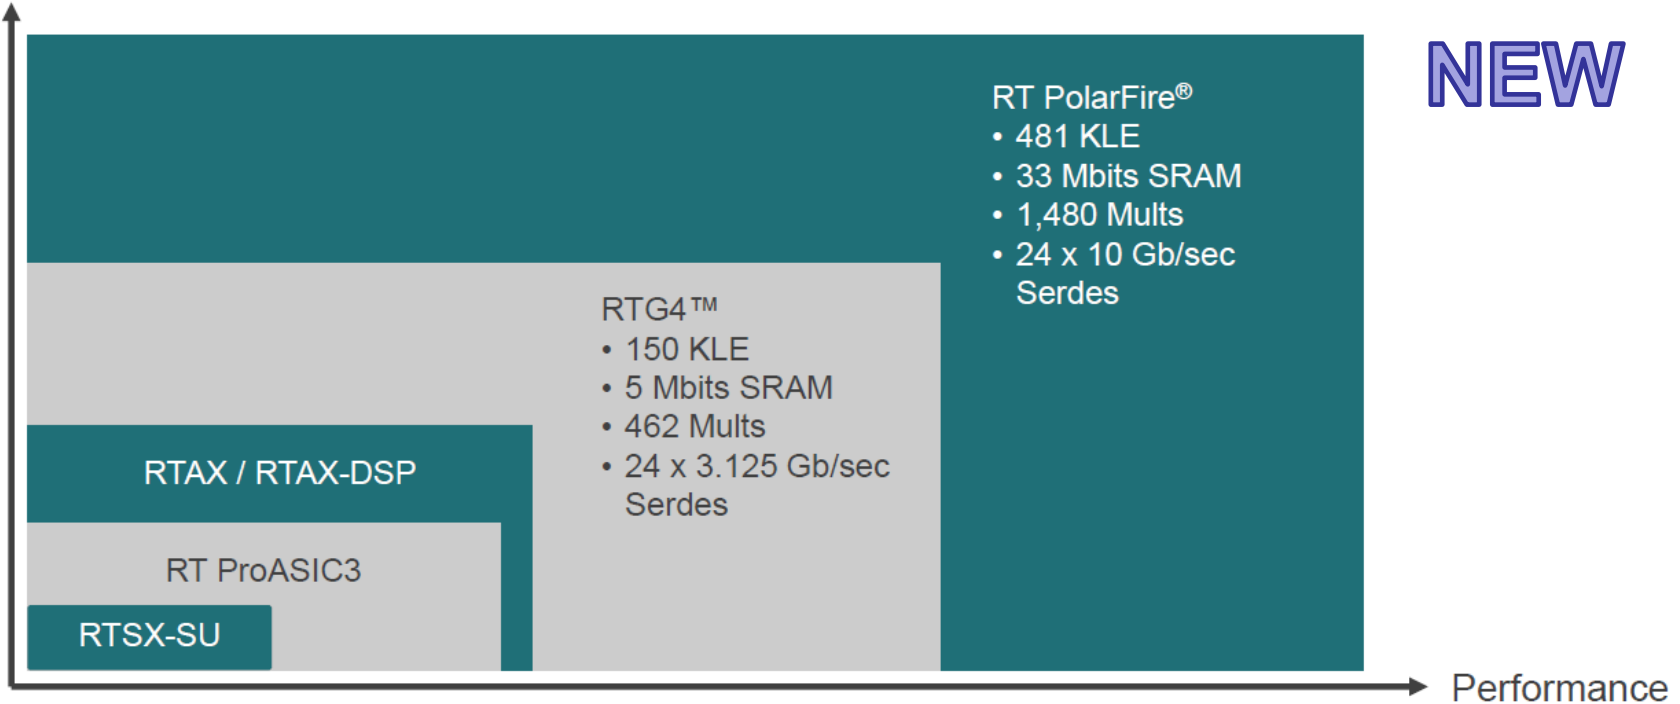 NEW
RT PolarFire®
• 481 KLE
• 33 Mbits SRAM
• 1,480 Mults
• 24 x 10 Gb/sec
Serdes
RTG4™
• 150 KLE
• 5 Mbits SRAM
• 462 Mults
• 24 x 3.125 Gb/sec
Serdes
RTAX / RTAX-DSP
RT ProASIC3
RTSX-SU
Performance